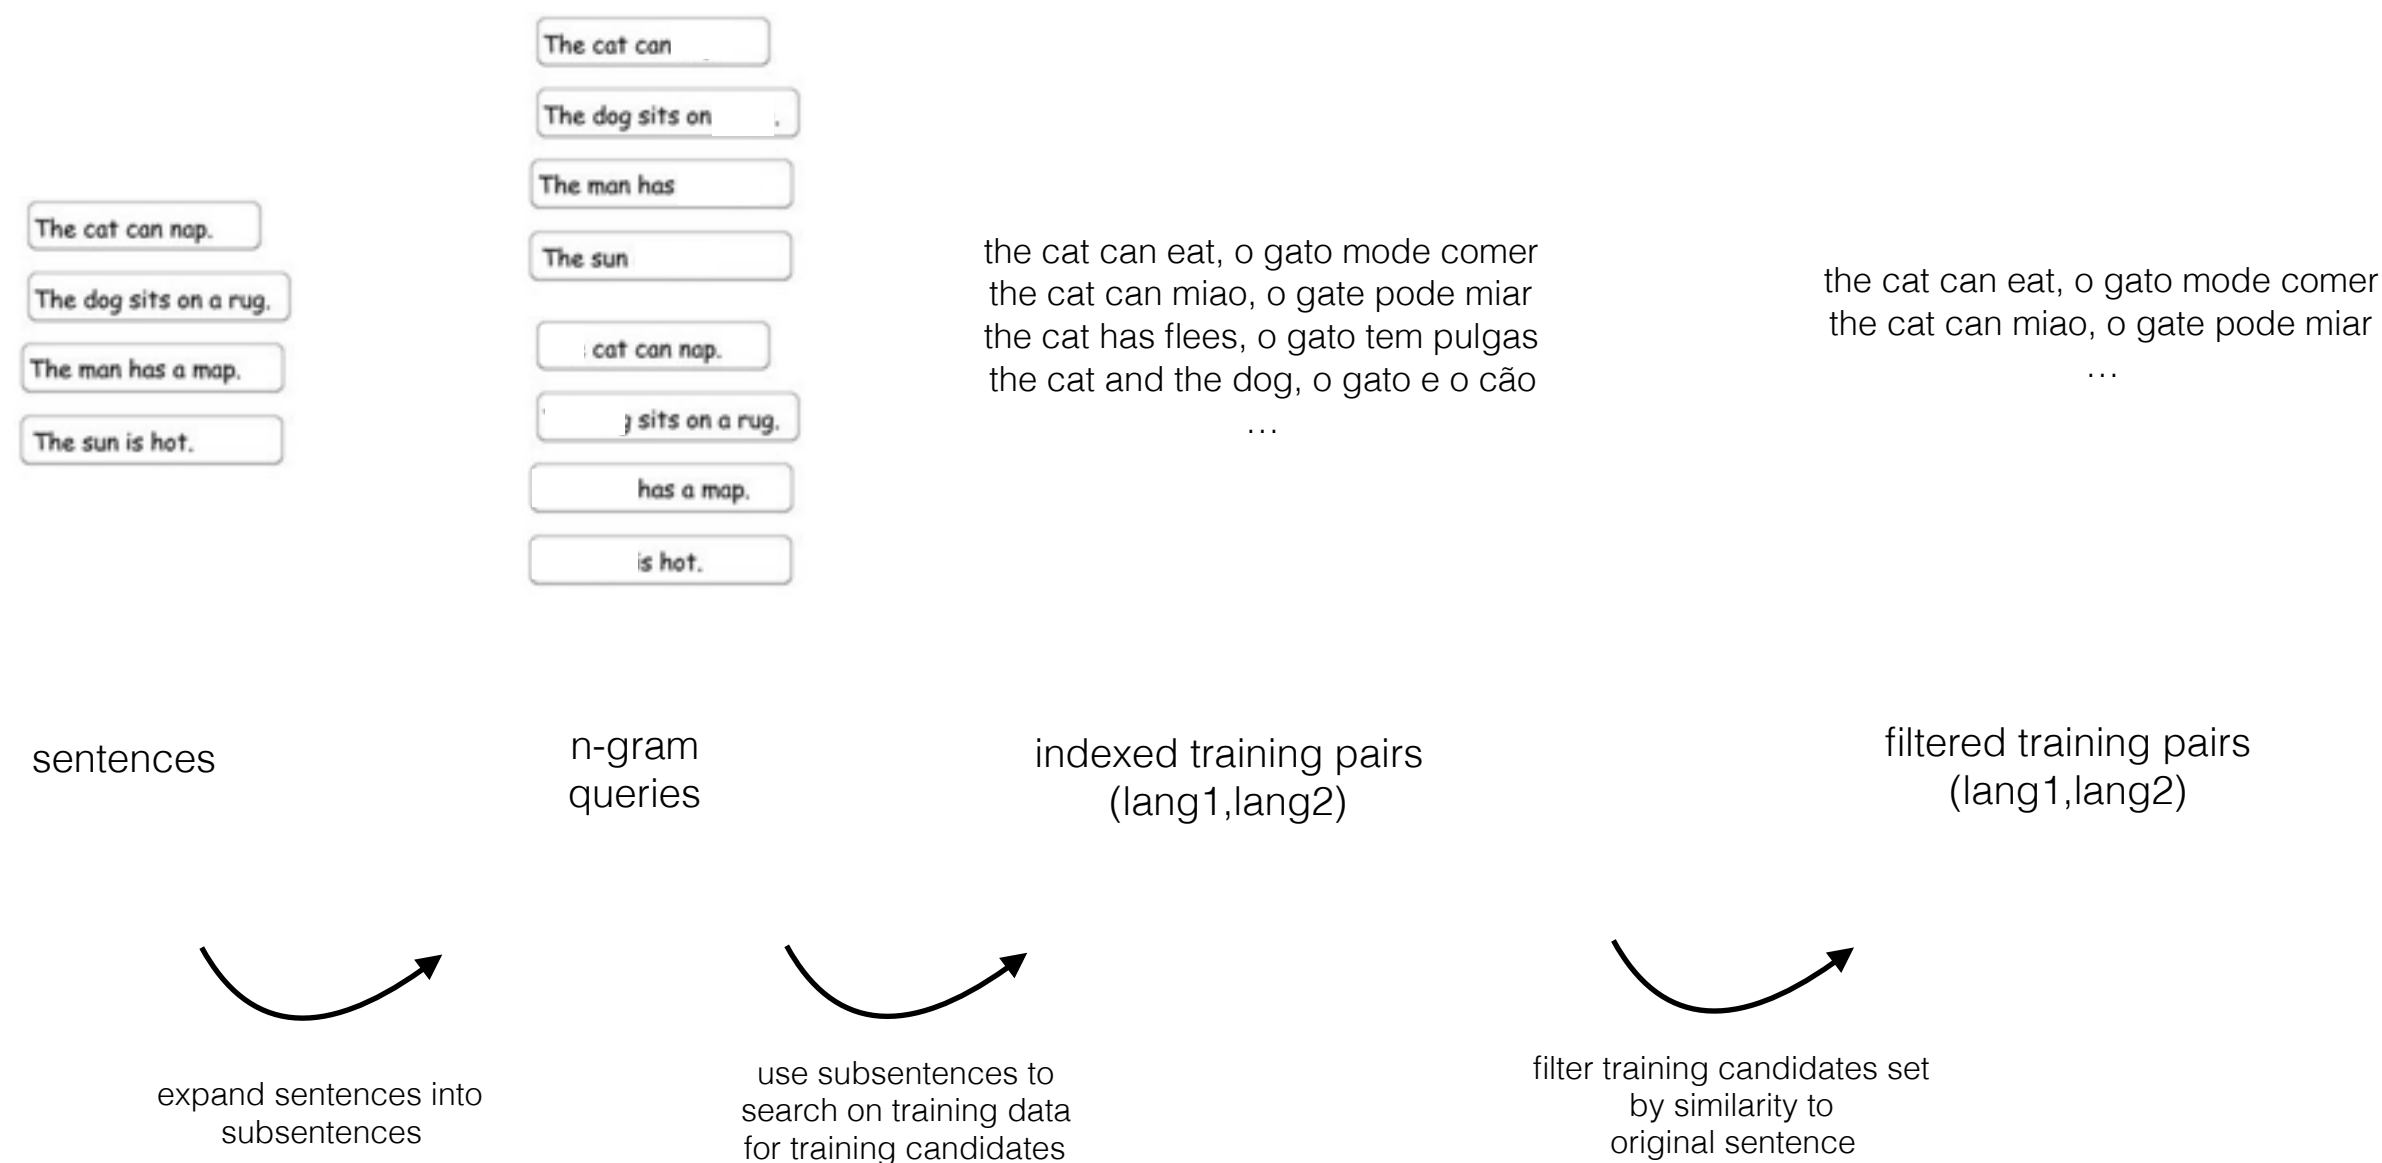 The cat can nap.
The dog sits on a rug.
The man has a map.
The sun is hot.
The cat can
The dog sits on .
The man has
The sun
cat can nap.
g sits on a rug.
has a map.
is hot.
the cat can eat, o gato mode comer
the cat can miao, o gate pode miar
the cat has flees, o gato tem pulgas
the cat and the dog, o gato e o cão
...
the cat can eat, o gato mode comer
the cat can miao, o gate pode miar
...
sentences
n-gram
queries
indexed training pairs
(lang1,lang2)
filtered training pairs
(lang1,lang2)
expand sentences into
subsentences
use subsentences to
search on training data
for training candidates
filter training candidates set
by similarity to
original sentence